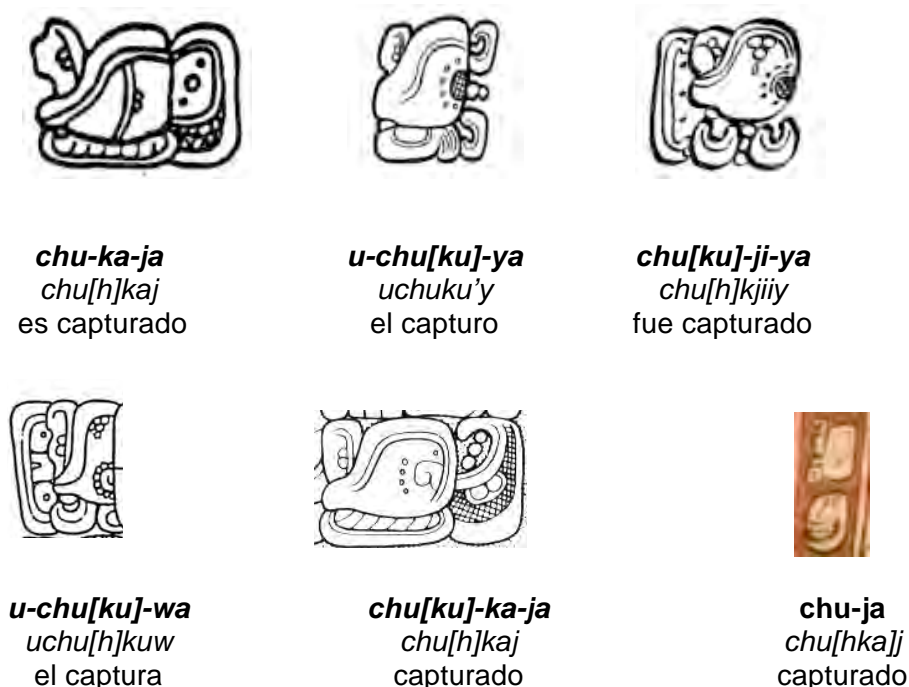 chu-ka-ja u-chu[ku]-ya chu[ku]-ji-ya
chu[h]kaj uchuku'y chu[h]kjiiy
es capturado el capturo fue capturado
u-chu[ku]-wa chu[ku]-ka-ja chu-ja
uchu[h]kuw chu[h]kaj chu[hka]j
el captura capturado capturado